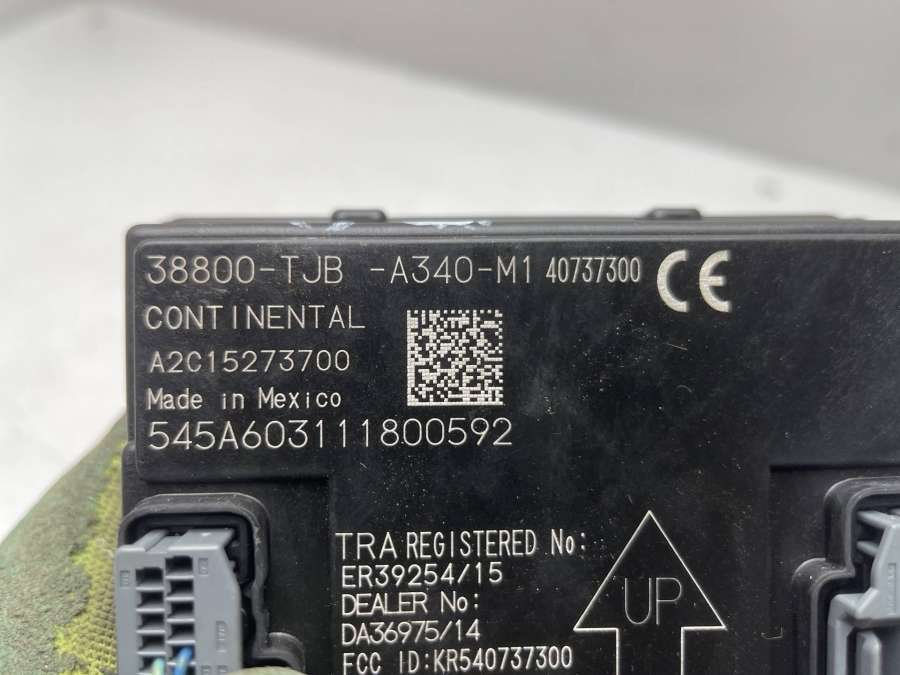 38800-TJB -A340-M1 40737300 CE
CONTINENTAL
A2C15273700
Made in Mexico
545A603111800592
TRA REGISTERED No:
ER39254/15
DEALER No:
DA36975/14
FCC ID:KR540737300
UP